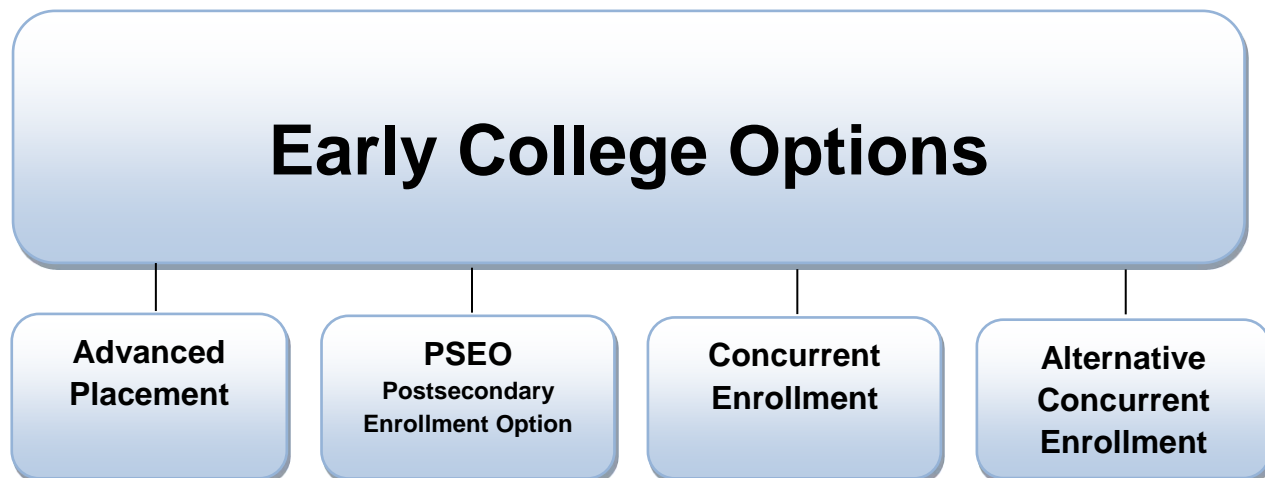 Early College Options
Advanced
Placement
PSEO
Postsecondary
Enrollment Option
Concurrent
Enrollment
Alternative
Concurrent
Enrollment